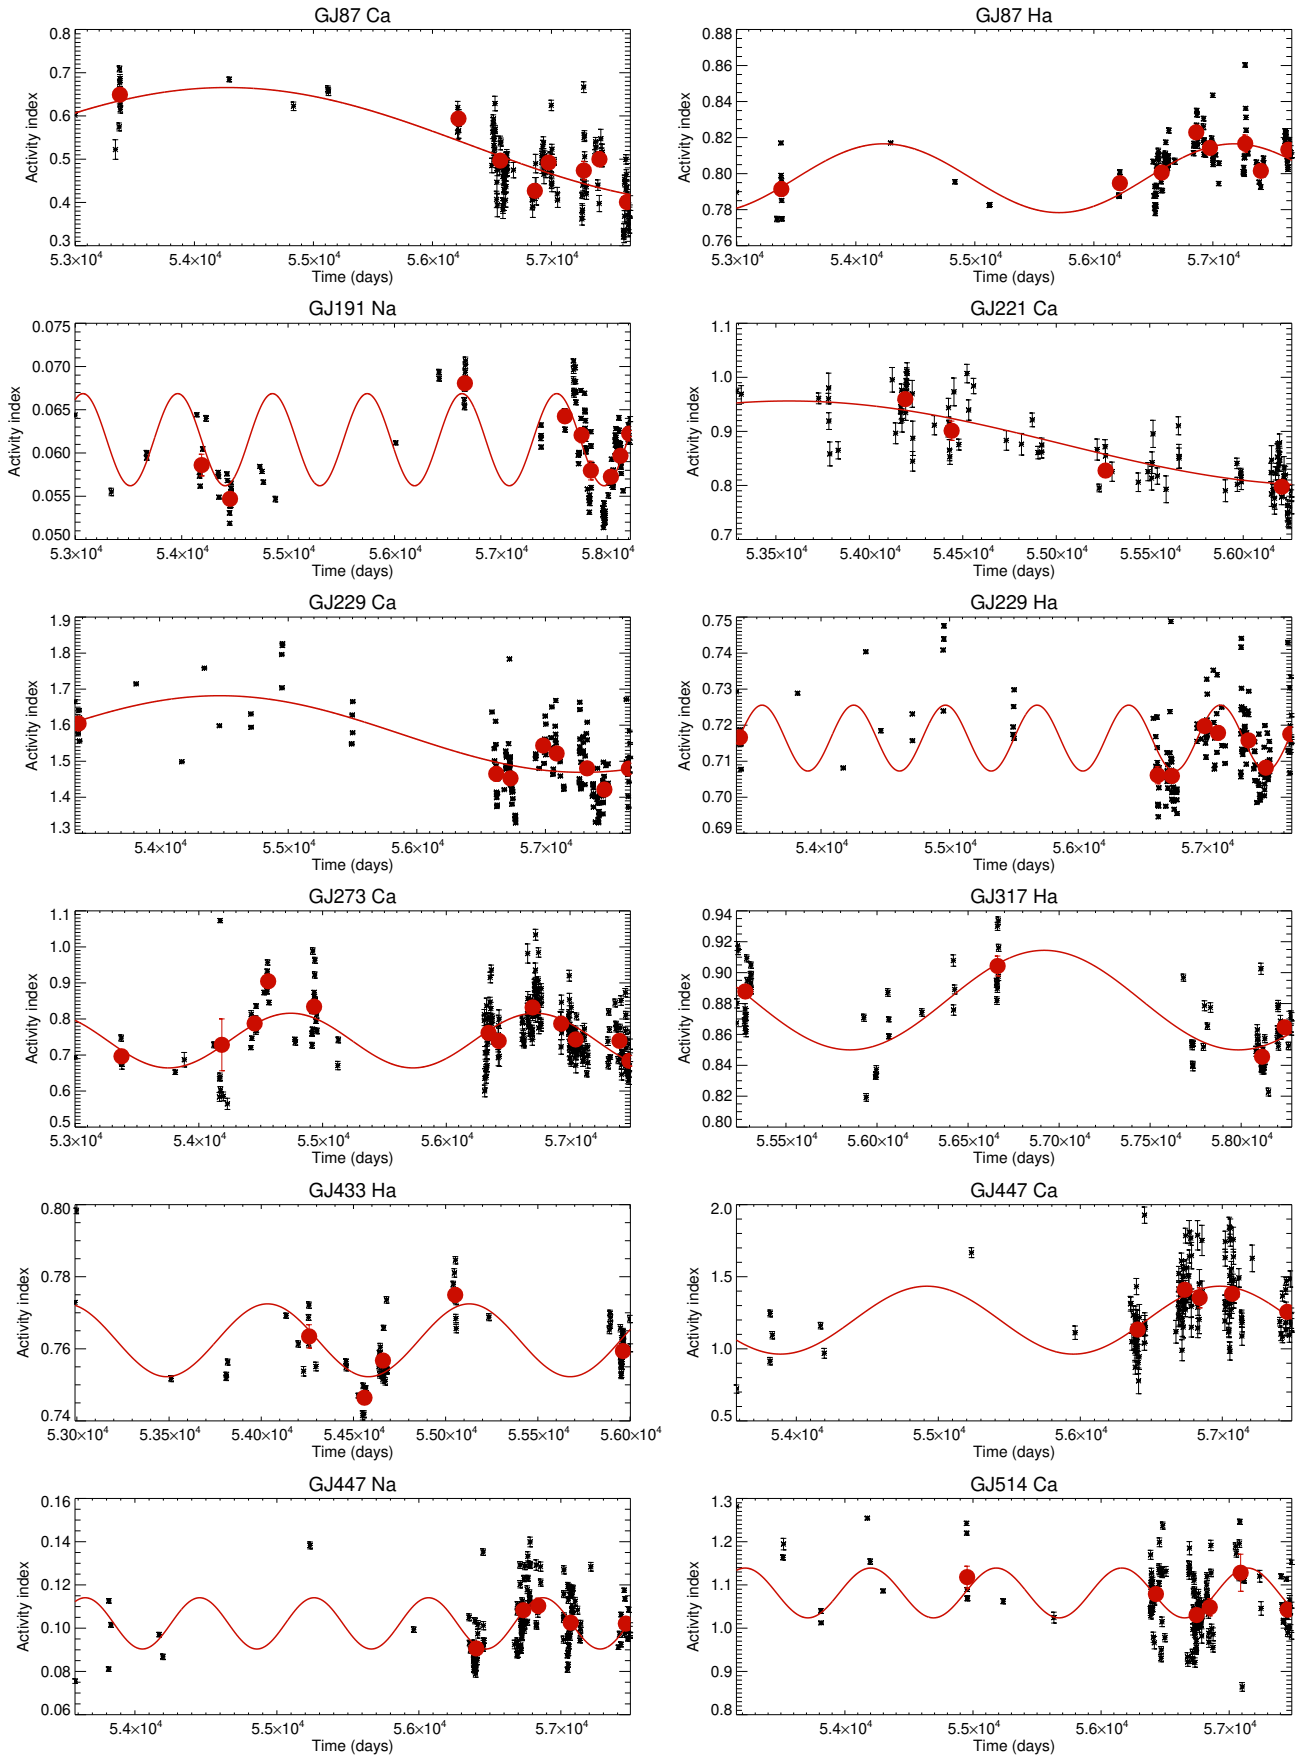 GJ87 Ca
Activity index
0.8
0.7
0.6
0.5
0.4
0.3
5.3×10⁴ 5.4×10⁴ 5.5×10⁴ 5.6×10⁴ 5.7×10⁴
Time (days)
GJ87 Ha
Activity index
0.88
0.86
0.84
0.82
0.80
0.78
0.76
5.3×10⁴ 5.4×10⁴ 5.5×10⁴ 5.6×10⁴ 5.7×10⁴
Time (days)
GJ191 Na
Activity index
0.075
0.070
0.065
0.060
0.055
0.050
5.3×10⁴ 5.4×10⁴ 5.5×10⁴ 5.6×10⁴ 5.7×10⁴ 5.8×10⁴
Time (days)
GJ221 Ca
Activity index
1.1
1.0
0.9
0.8
0.7
5.35×10⁴ 5.40×10⁴ 5.45×10⁴ 5.50×10⁴ 5.55×10⁴ 5.60×10⁴
Time (days)
GJ229 Ca
Activity index
1.9
1.8
1.7
1.6
1.5
1.4
1.3
5.4×10⁴ 5.5×10⁴ 5.6×10⁴ 5.7×10⁴
Time (days)
GJ229 Ha
Activity index
0.75
0.73
0.72
0.71
0.70
0.69
5.4×10⁴ 5.5×10⁴ 5.6×10⁴ 5.7×10⁴
Time (days)
GJ273 Ca
Activity index
1.1
1.0
0.9
0.8
0.7
0.6
0.5
5.3×10⁴ 5.4×10⁴ 5.5×10⁴ 5.6×10⁴ 5.7×10⁴
Time (days)
GJ317 Ha
Activity index
0.94
0.92
0.90
0.88
0.86
0.84
0.82
0.80
5.55×10⁴ 5.60×10⁴ 5.65×10⁴ 5.70×10⁴ 5.75×10⁴ 5.80×10⁴
Time (days)
GJ433 Ha
Activity index
0.80
0.78
0.76
0.74
5.30×10⁴ 5.35×10⁴ 5.40×10⁴ 5.45×10⁴ 5.50×10⁴ 5.55×10⁴ 5.60×10⁴
Time (days)
GJ447 Ca
Activity index
2.0
1.5
1.0
0.5
5.4×10⁴ 5.5×10⁴ 5.6×10⁴ 5.7×10⁴
Time (days)
GJ447 Na
Activity index
0.16
0.14
0.12
0.10
0.08
0.06
5.4×10⁴ 5.5×10⁴ 5.6×10⁴ 5.7×10⁴
Time (days)
GJ514 Ca
Activity index
1.3
1.2
1.1
1.0
0.9
0.8
5.4×10⁴ 5.5×10⁴ 5.6×10⁴ 5.7×10⁴
Time (days)